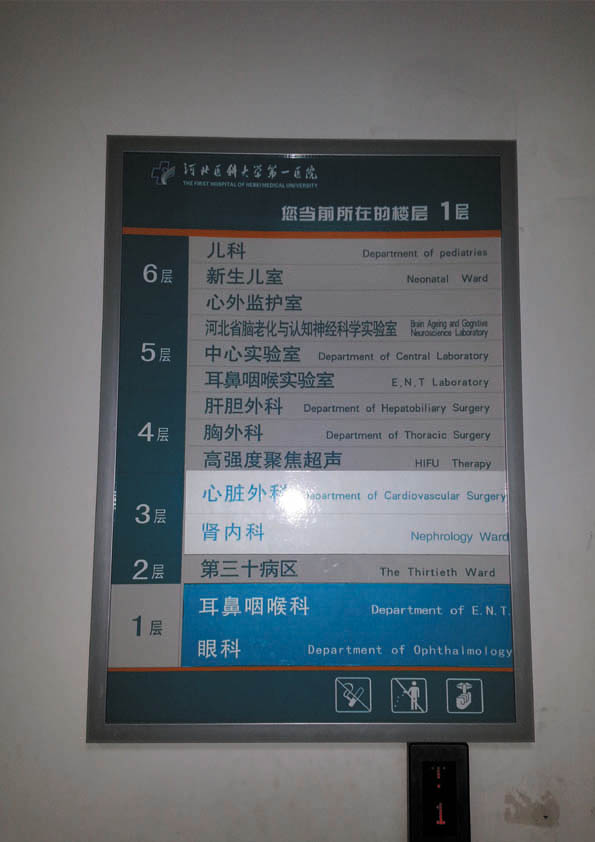 河北医科大学第一医院
THE FIRST HOSPITAL OF HEBEI MEDICAL UNIVERSITY
您当前所在的楼层 1层
6层
儿科 Department of pediatries
新生儿室 Neonatal Ward
心外监护室
5层
河北省脑老化与认知神经科学实验室 Brain Ageing and Cognitive Neuroscience Laboratory
中心实验室 Department of Central Laboratory
耳鼻咽喉实验室 E.N.T Laboratory
4层
肝胆外科 Department of Hepatobiliary Surgery
胸外科 Department of Thoracic Surgery
高强度聚焦超声 HIFU Therapy
3层
心脏外科 Department of Cardiovascular Surgery
肾内科 Nephrology Ward
2层
第三十病区 The Thirtieth Ward
1层
耳鼻咽喉科 Department of E.N.T.
眼科 Department of Ophthalmology
1